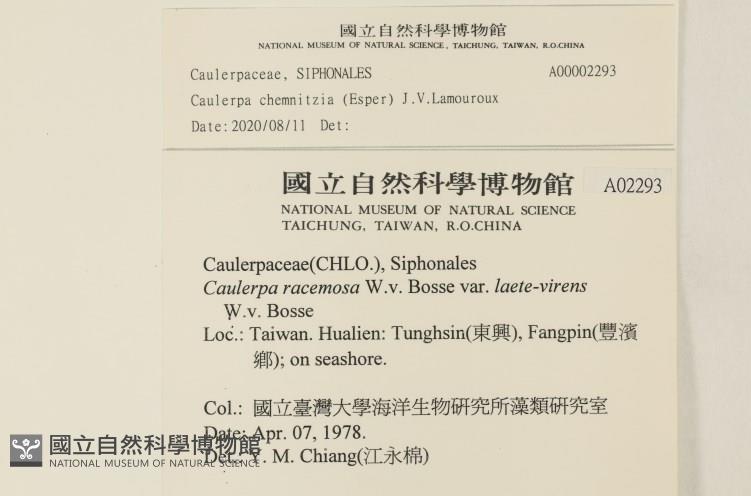 國立自然科學博物館
NATIONAL MUSEUM OF NATURAL SCIENCE, TAICHUNG, TAIWAN, R.O.CHINA
Caulerpaceae, SIPHONALES A00002293
Caulerpa chemnitzia (Esper) J.V.Lamouroux
Date:2020/08/11 Det:
國立自然科學博物館 A02293
NATIONAL MUSEUM OF NATURAL SCIENCE
TAICHUNG, TAIWAN, R.O.CHINA
Caulerpaceae(CHLO.), Siphonales
Caulerpa racemosa W.v. Bosse var. laete-virens
W.v. Bosse
Loc.: Taiwan. Hualien: Tunghsin(東興), Fangpin(豐濱
鄉); on seashore.
Col.: 國立臺灣大學海洋生物研究所藻類研究室
Date: Apr. 07, 1978.
Det.: Y. M. Chiang(江永棉)
國立自然科學博物館
NATIONAL MUSEUM OF NATURAL SCIENCE